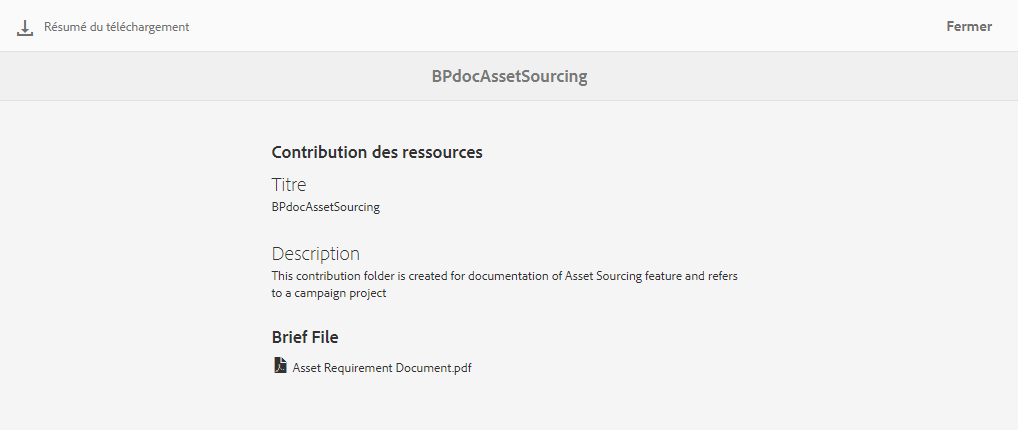 Résumé du téléchargement
Fermer
BPdocAssetSourcing
Contribution des ressources
Titre
BPdocAssetSourcing
Description
This contribution folder is created for documentation of Asset Sourcing feature and refers
to a campaign project
Brief File
Asset Requirement Document.pdf